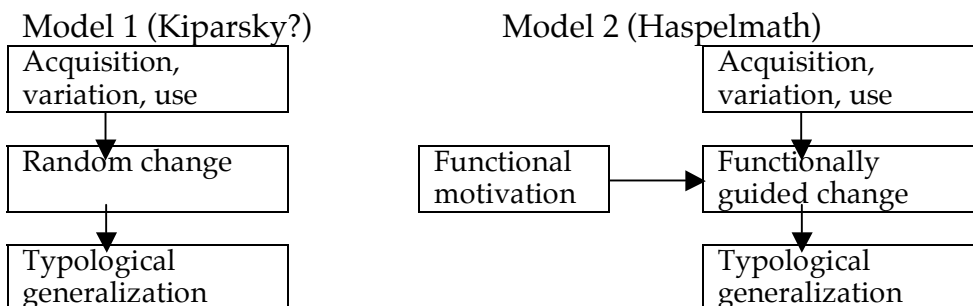 Model 1 (Kiparsky?)
Acquisition,
variation, use
Random change
Typological
generalization
Model 2 (Haspelmath)
Acquisition,
variation, use
Functional
motivation
Functionally
guided change
Typological
generalization